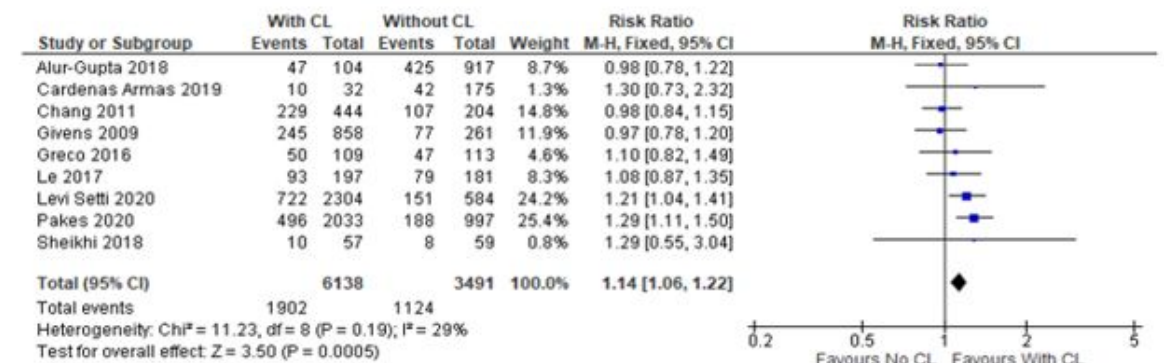 With CL Without CL Risk Ratio Risk Ratio
Study or Subgroup Events Total Events Total Weight M-H, Fixed, 95% CI M-H, Fixed, 95% CI
Alur-Gupta 2018 47 104 425 917 8.7% 0.98 [0.78, 1.22]
Cardenas Armas 2019 10 32 42 175 1.3% 1.30 [0.73, 2.32]
Chang 2011 229 444 107 204 14.8% 0.98 [0.84, 1.15]
Givens 2009 245 858 77 261 11.9% 0.97 [0.78, 1.20]
Greco 2016 50 109 47 113 4.6% 1.10 [0.82, 1.49]
Le 2017 93 197 79 181 8.3% 1.08 [0.87, 1.35]
Levi Setti 2020 722 2304 151 584 24.2% 1.21 [1.04, 1.41]
Pakes 2020 496 2033 188 997 25.4% 1.29 [1.11, 1.50]
Sheikhi 2018 10 57 8 59 0.8% 1.29 [0.55, 3.04]
Total (95% CI) 6138 3491 100.0% 1.14 [1.06, 1.22]
Total events 1902 1124
Heterogeneity: Chi² = 11.23, df = 8 (P = 0.19); I² = 29%
Test for overall effect: Z = 3.50 (P = 0.0005)
0.2 0.5 1 2 5
Favours No CL Favours With CL